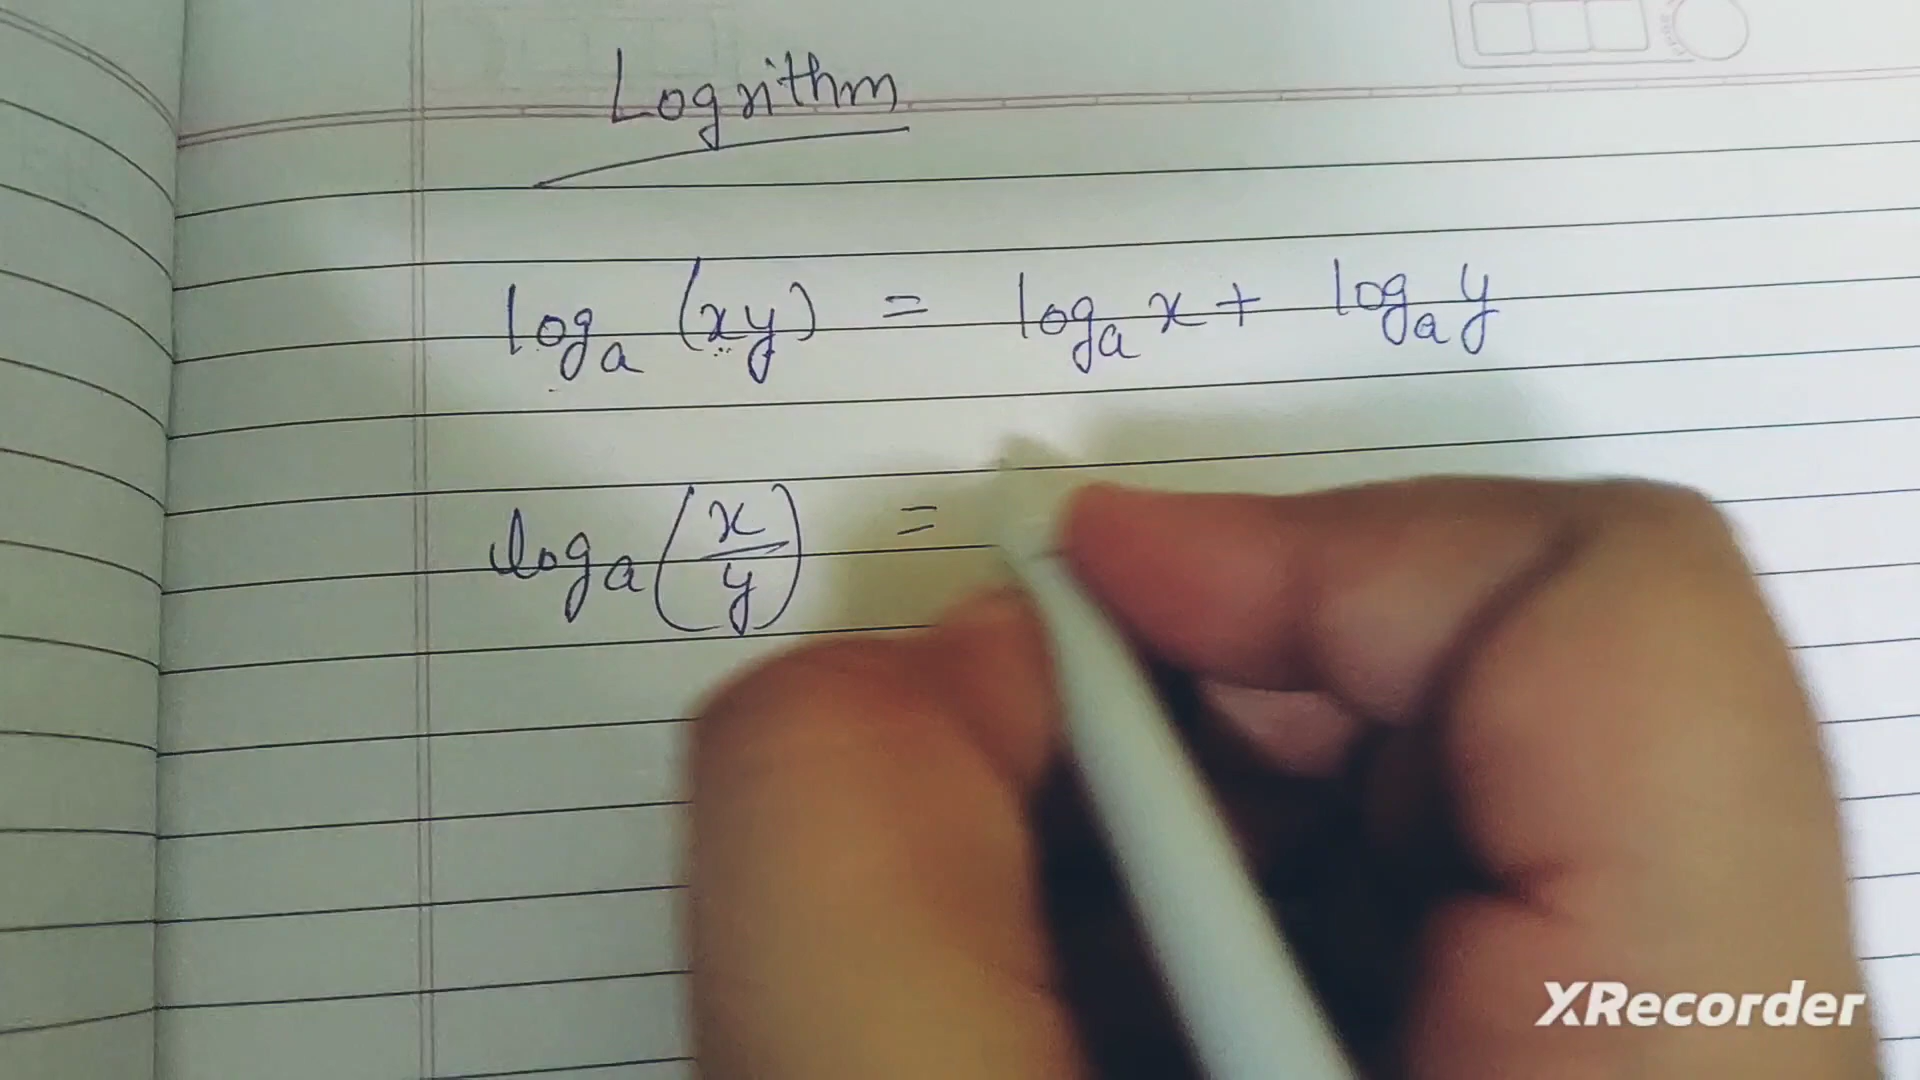 Logrithm
logₐ (xy) = logₐ x + logₐ y
logₐ (x/y) =
XRecorder